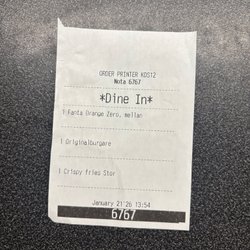 ORDER PRINTER KDS12
Nota 6767
*Dine In*
1 Fanta Orange Zero, mellan
1 Originalburgare
1 Crispy fries Stor
January 21'26 13:54
6767